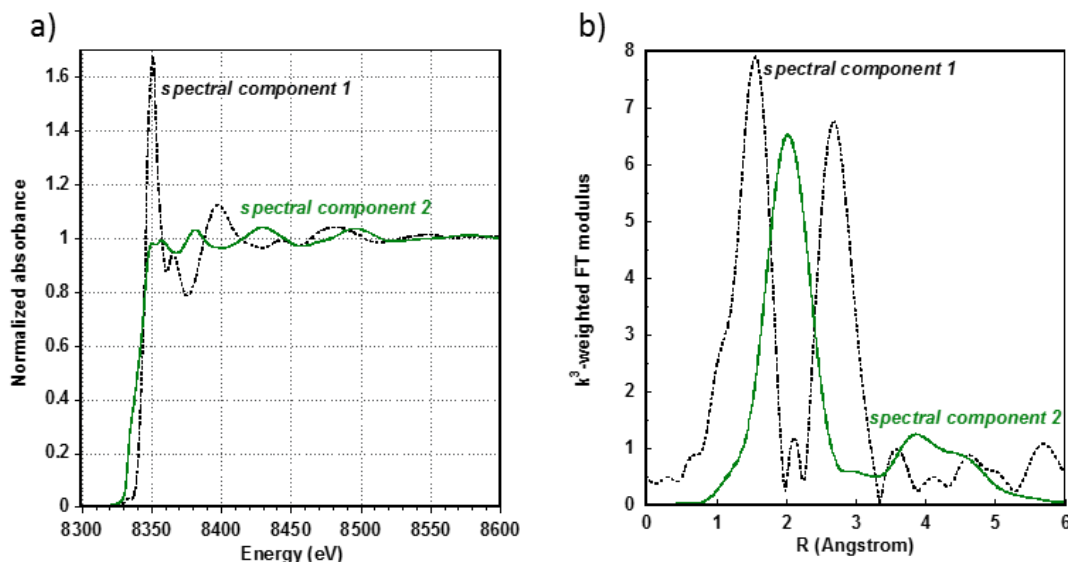 a)
1.6
1.4
1.2
1
0.8
0.6
0.4
0.2
0
Normalized absorbance
spectral component 1
spectral component 2
8300 8350 8400 8450 8500 8550 8600
Energy (eV)
b)
8
7
6
5
4
3
2
1
0
k³-weighted FT modulus
spectral component 1
spectral component 2
0 1 2 3 4 5 6
R (Angstrom)